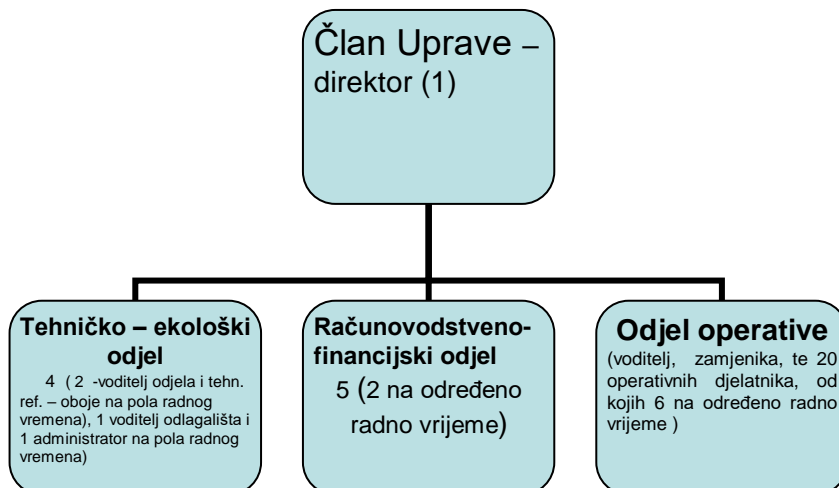 Član Uprave –
direktor (1)
Tehničko – ekološki
odjel
4 ( 2 -voditelj odjela i tehn.
ref. – oboje na pola radnog
vremena), 1 voditelj odlagališta i
1 administrator na pola radnog
vremena)
Računovodstveno-
financijski odjel
5 (2 na određeno
radno vrijeme)
Odjel operative
(voditelj, zamjenika, te 20
operativnih djelatnika, od
kojih 6 na određeno radno
vrijeme )